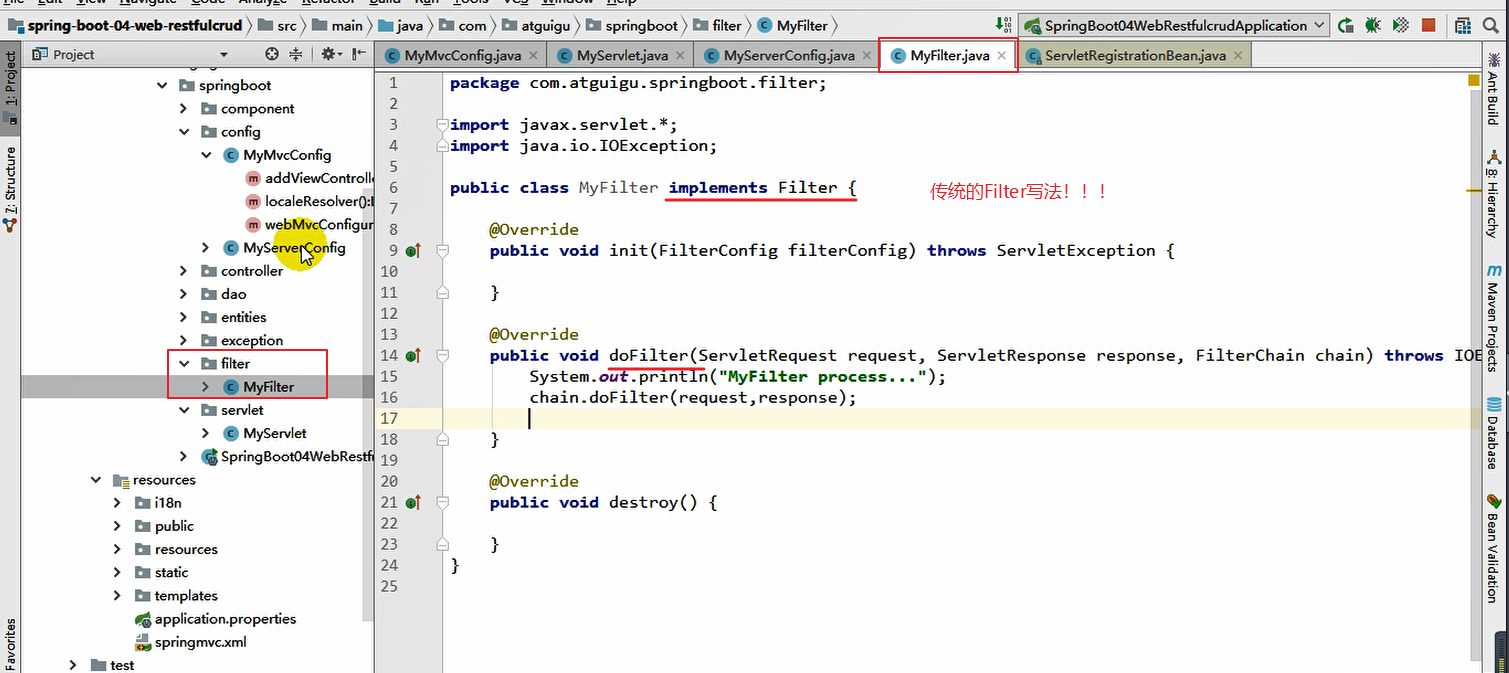 File Edit View Navigate Code Analyze Refactor Build Run Tools VCS Window Help
spring-boot-04-web-restfulcrud src main java com atguigu springboot filter MyFilter SpringBoot04WebRestfulcrudApplication
Project
MyMvcConfig.java MyServlet.java MyServerConfig.java MyFilter.java ServletRegistrationBean.java
1: Project
7: Structure
Favorites
springboot
component
config
MyMvcConfig
addViewControlle
localeResolver():
webMvcConfigur
MyServerConfig
controller
dao
entities
exception
filter
MyFilter
servlet
MyServlet
SpringBoot04WebRestfu
resources
i18n
public
resources
static
templates
application.properties
springmvc.xml
test
1 package com.atguigu.springboot.filter;
2
3 import javax.servlet.*;
4 import java.io.IOException;
5
6 public class MyFilter implements Filter {
传统的Filter写法！！！
7
8 @Override
9 public void init(FilterConfig filterConfig) throws ServletException {
10
11 }
12
13 @Override
14 public void doFilter(ServletRequest request, ServletResponse response, FilterChain chain) throws IOE
15 System.out.println("MyFilter process...");
16 chain.doFilter(request,response);
17
18 }
19
20 @Override
21 public void destroy() {
22
23 }
24 }
25
Ant Build
8: Hierarchy
Maven Projects
Database
Bean Validation